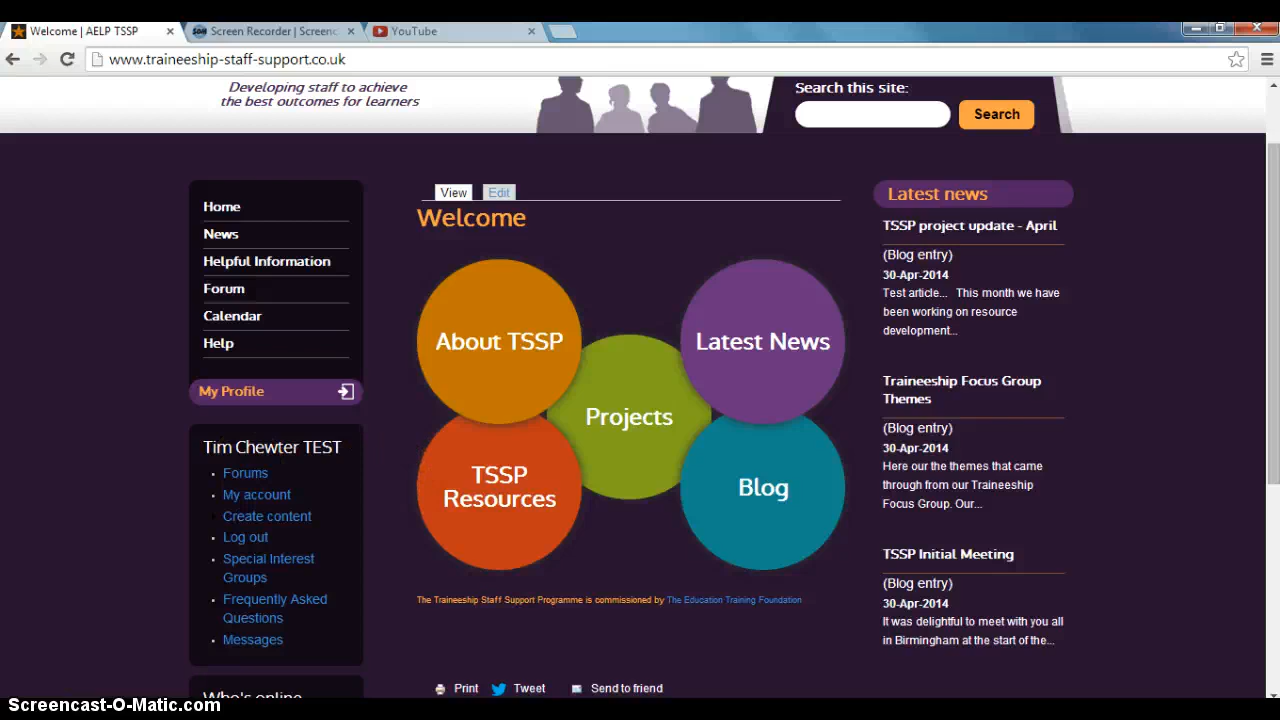 Welcome | AELP TSSP
Screen Recorder | Screenc
YouTube
www.traineeship-staff-support.co.uk
Developing staff to achieve
the best outcomes for learners
Search this site:
Search
Home
News
Helpful Information
Forum
Calendar
Help
My Profile
Tim Chewter TEST
Forums
My account
Create content
Log out
Special Interest
Groups
Frequently Asked
Questions
Messages
Who's online
View
Edit
Welcome
About TSSP
Latest News
Projects
TSSP
Resources
Blog
The Traineeship Staff Support Programme is commissioned by The Education Training Foundation
Print
Tweet
Send to friend
Latest news
TSSP project update - April
(Blog entry)
30-Apr-2014
Test article... This month we have
been working on resource
development...
Traineeship Focus Group
Themes
(Blog entry)
30-Apr-2014
Here our the themes that came
through from our Traineeship
Focus Group. Our...
TSSP Initial Meeting
(Blog entry)
30-Apr-2014
It was delightful to meet with you all
in Birmingham at the start of the...
Screencast-O-Matic.com